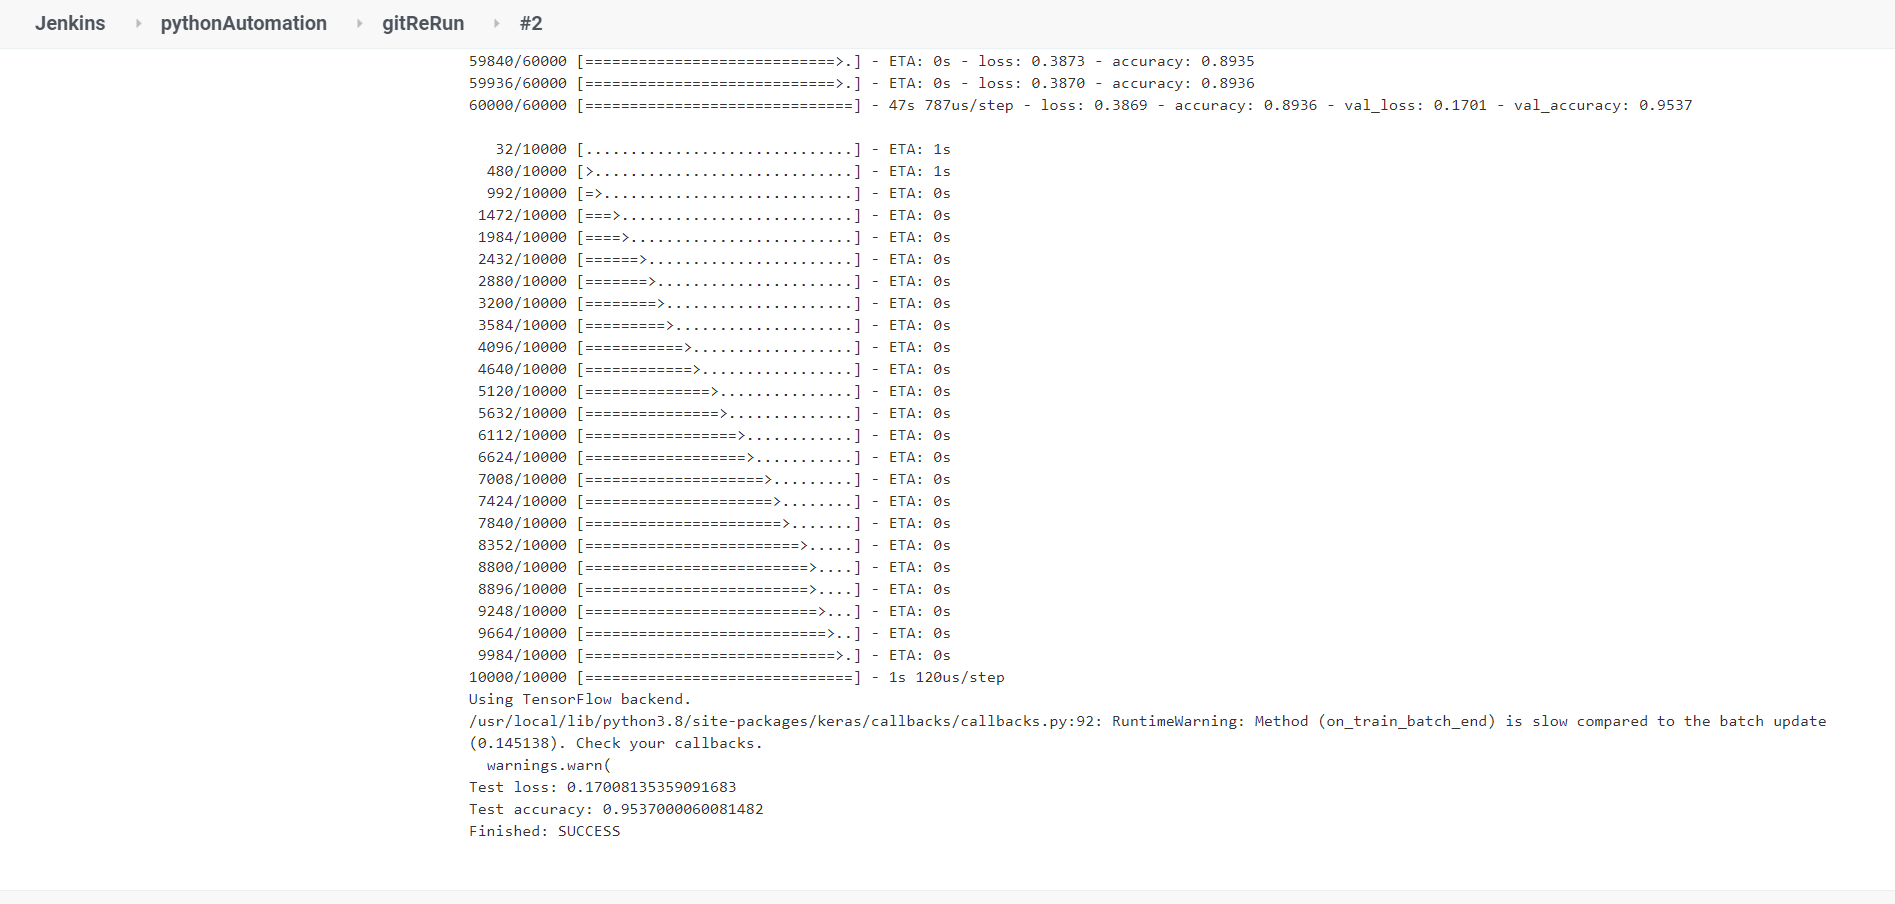 Jenkins pythonAutomation gitReRun #2
59840/60000 [============================>.] - ETA: 0s - loss: 0.3873 - accuracy: 0.8935
59936/60000 [============================>.] - ETA: 0s - loss: 0.3870 - accuracy: 0.8936
60000/60000 [==============================] - 47s 787us/step - loss: 0.3869 - accuracy: 0.8936 - val_loss: 0.1701 - val_accuracy: 0.9537
32/10000 [..............................] - ETA: 1s
480/10000 [>.............................] - ETA: 1s
992/10000 [=>............................] - ETA: 0s
1472/10000 [===>..........................] - ETA: 0s
1984/10000 [====>.........................] - ETA: 0s
2432/10000 [======>.......................] - ETA: 0s
2880/10000 [=======>......................] - ETA: 0s
3200/10000 [========>.....................] - ETA: 0s
3584/10000 [=========>....................] - ETA: 0s
4096/10000 [===========>..................] - ETA: 0s
4640/10000 [============>.................] - ETA: 0s
5120/10000 [==============>...............] - ETA: 0s
5632/10000 [===============>..............] - ETA: 0s
6112/10000 [=================>............] - ETA: 0s
6624/10000 [==================>...........] - ETA: 0s
7008/10000 [====================>.........] - ETA: 0s
7424/10000 [=====================>........] - ETA: 0s
7840/10000 [======================>.......] - ETA: 0s
8352/10000 [========================>.....] - ETA: 0s
8800/10000 [=========================>....] - ETA: 0s
8896/10000 [=========================>....] - ETA: 0s
9248/10000 [==========================>...] - ETA: 0s
9664/10000 [===========================>..] - ETA: 0s
9984/10000 [============================>.] - ETA: 0s
10000/10000 [==============================] - 1s 120us/step
Using TensorFlow backend.
/usr/local/lib/python3.8/site-packages/keras/callbacks/callbacks.py:92: RuntimeWarning: Method (on_train_batch_end) is slow compared to the batch update
(0.145138). Check your callbacks.
warnings.warn(
Test loss: 0.17008135359091683
Test accuracy: 0.9537000060081482
Finished: SUCCESS